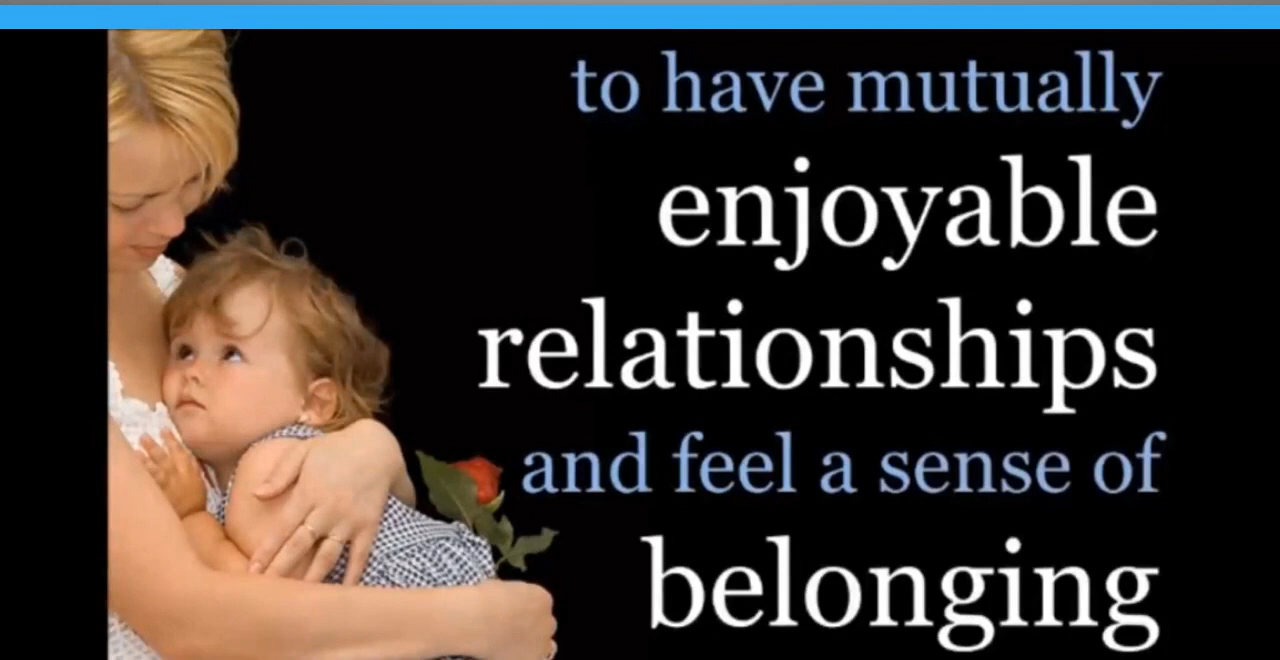 to have mutually
enjoyable
relationships
and feel a sense of
belonging